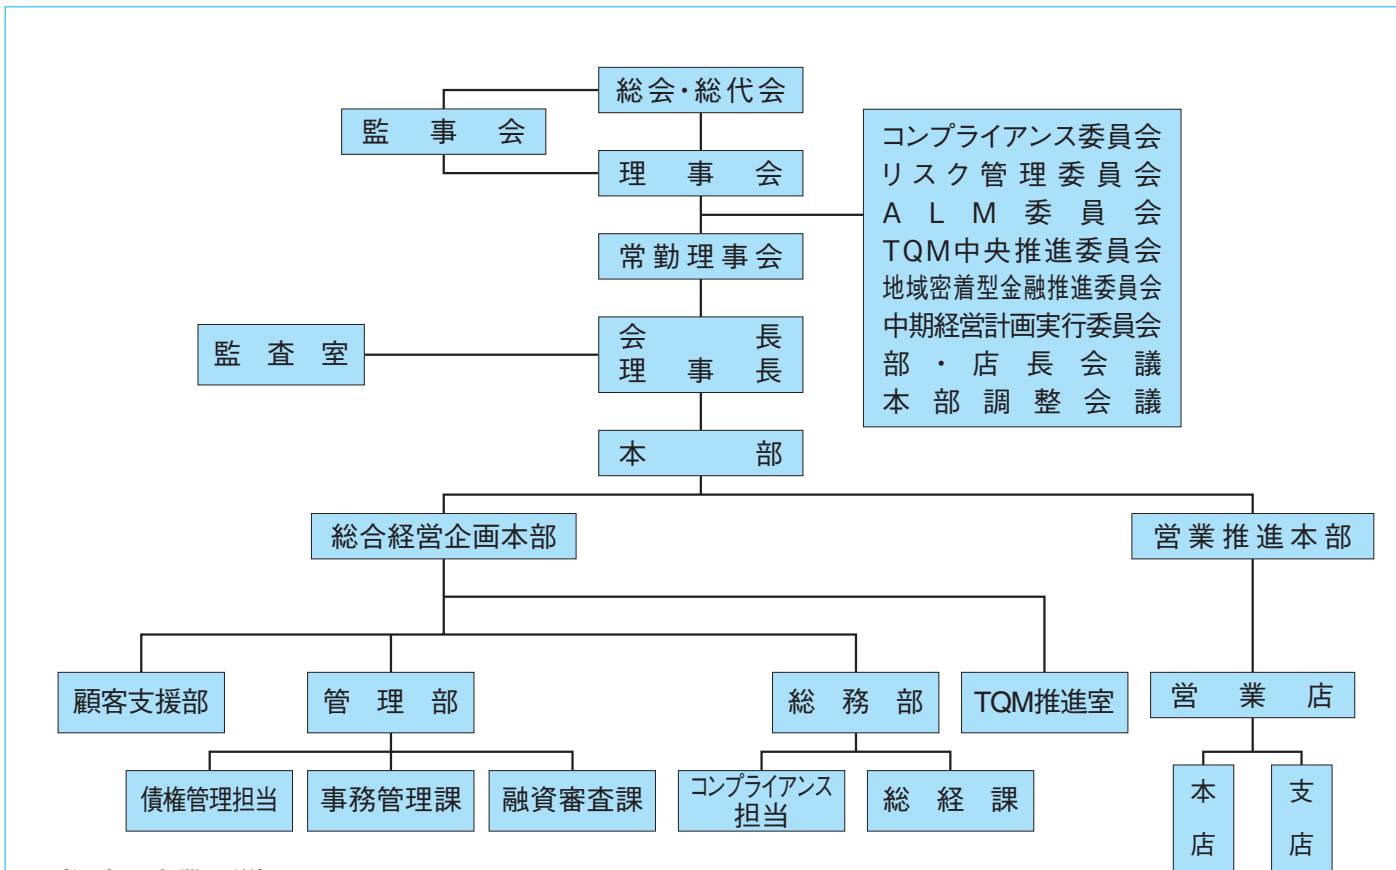 総会・総代会
監事会
理事会
コンプライアンス委員会
リスク管理委員会
ALM委員会
TQM中央推進委員会
地域密着型金融推進委員会
中期経営計画実行委員会
部・店長会議
本部調整会議
常勤理事会
監査室
会長
理事長
本部
総合経営企画本部
営業推進本部
顧客支援部
管理部
総務部
TQM推進室
営業店
債権管理担当
事務管理課
融資審査課
コンプライアンス
担当
総経課
本店
支店